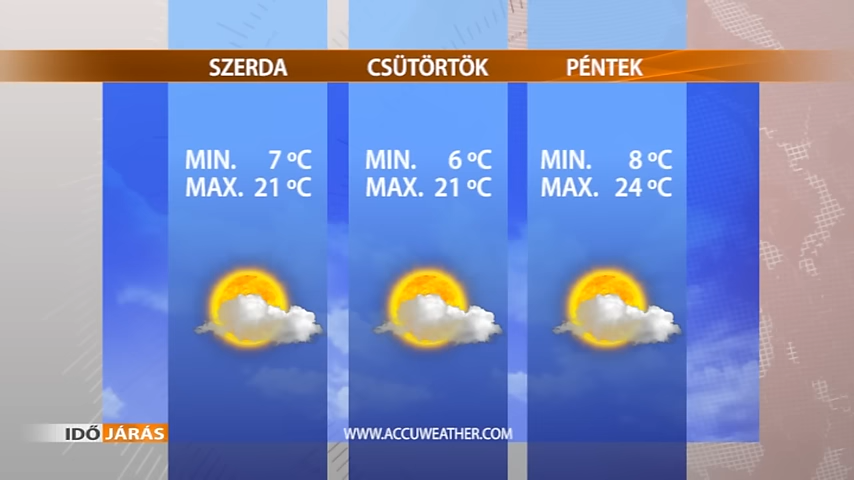 SZERDA
CSÜTÖRTÖK
PÉNTEK
MIN. 7 ºC
MAX. 21 ºC
MIN. 6 ºC
MAX. 21 ºC
MIN. 8 ºC
MAX. 24 ºC
IDŐJÁRÁS
WWW.ACCUWEATHER.COM